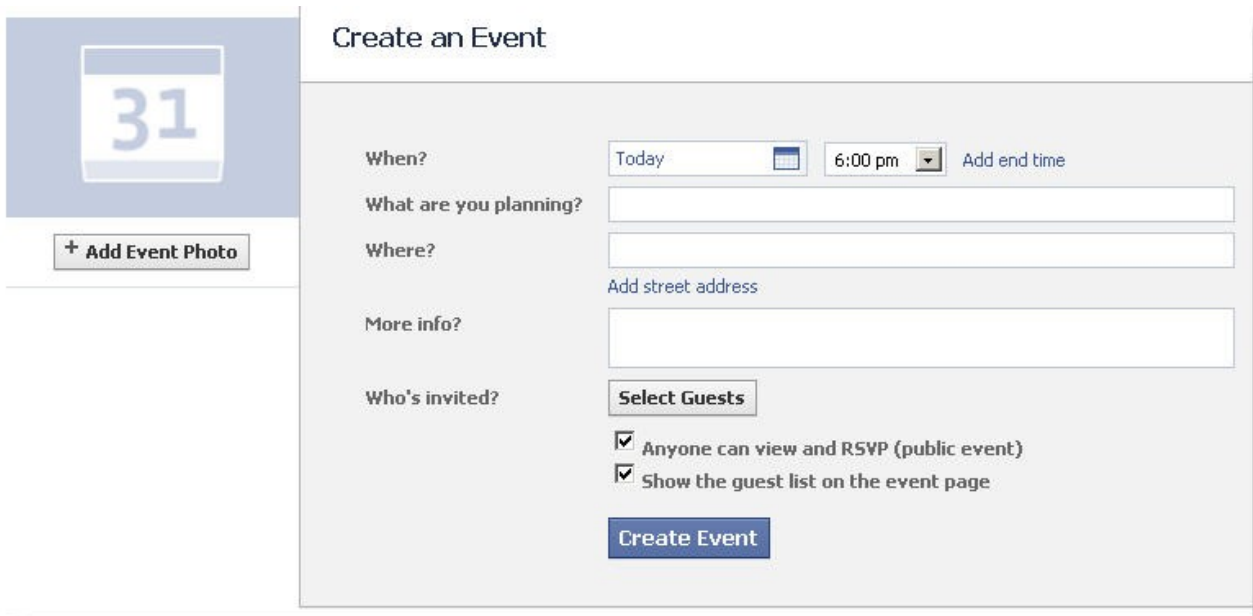 Create an Event
31
+ Add Event Photo
When? Today 6:00 pm Add end time
What are you planning?
Where?
Add street address
More info?
Who's invited? Select Guests
Anyone can view and RSVP (public event)
Show the guest list on the event page
Create Event